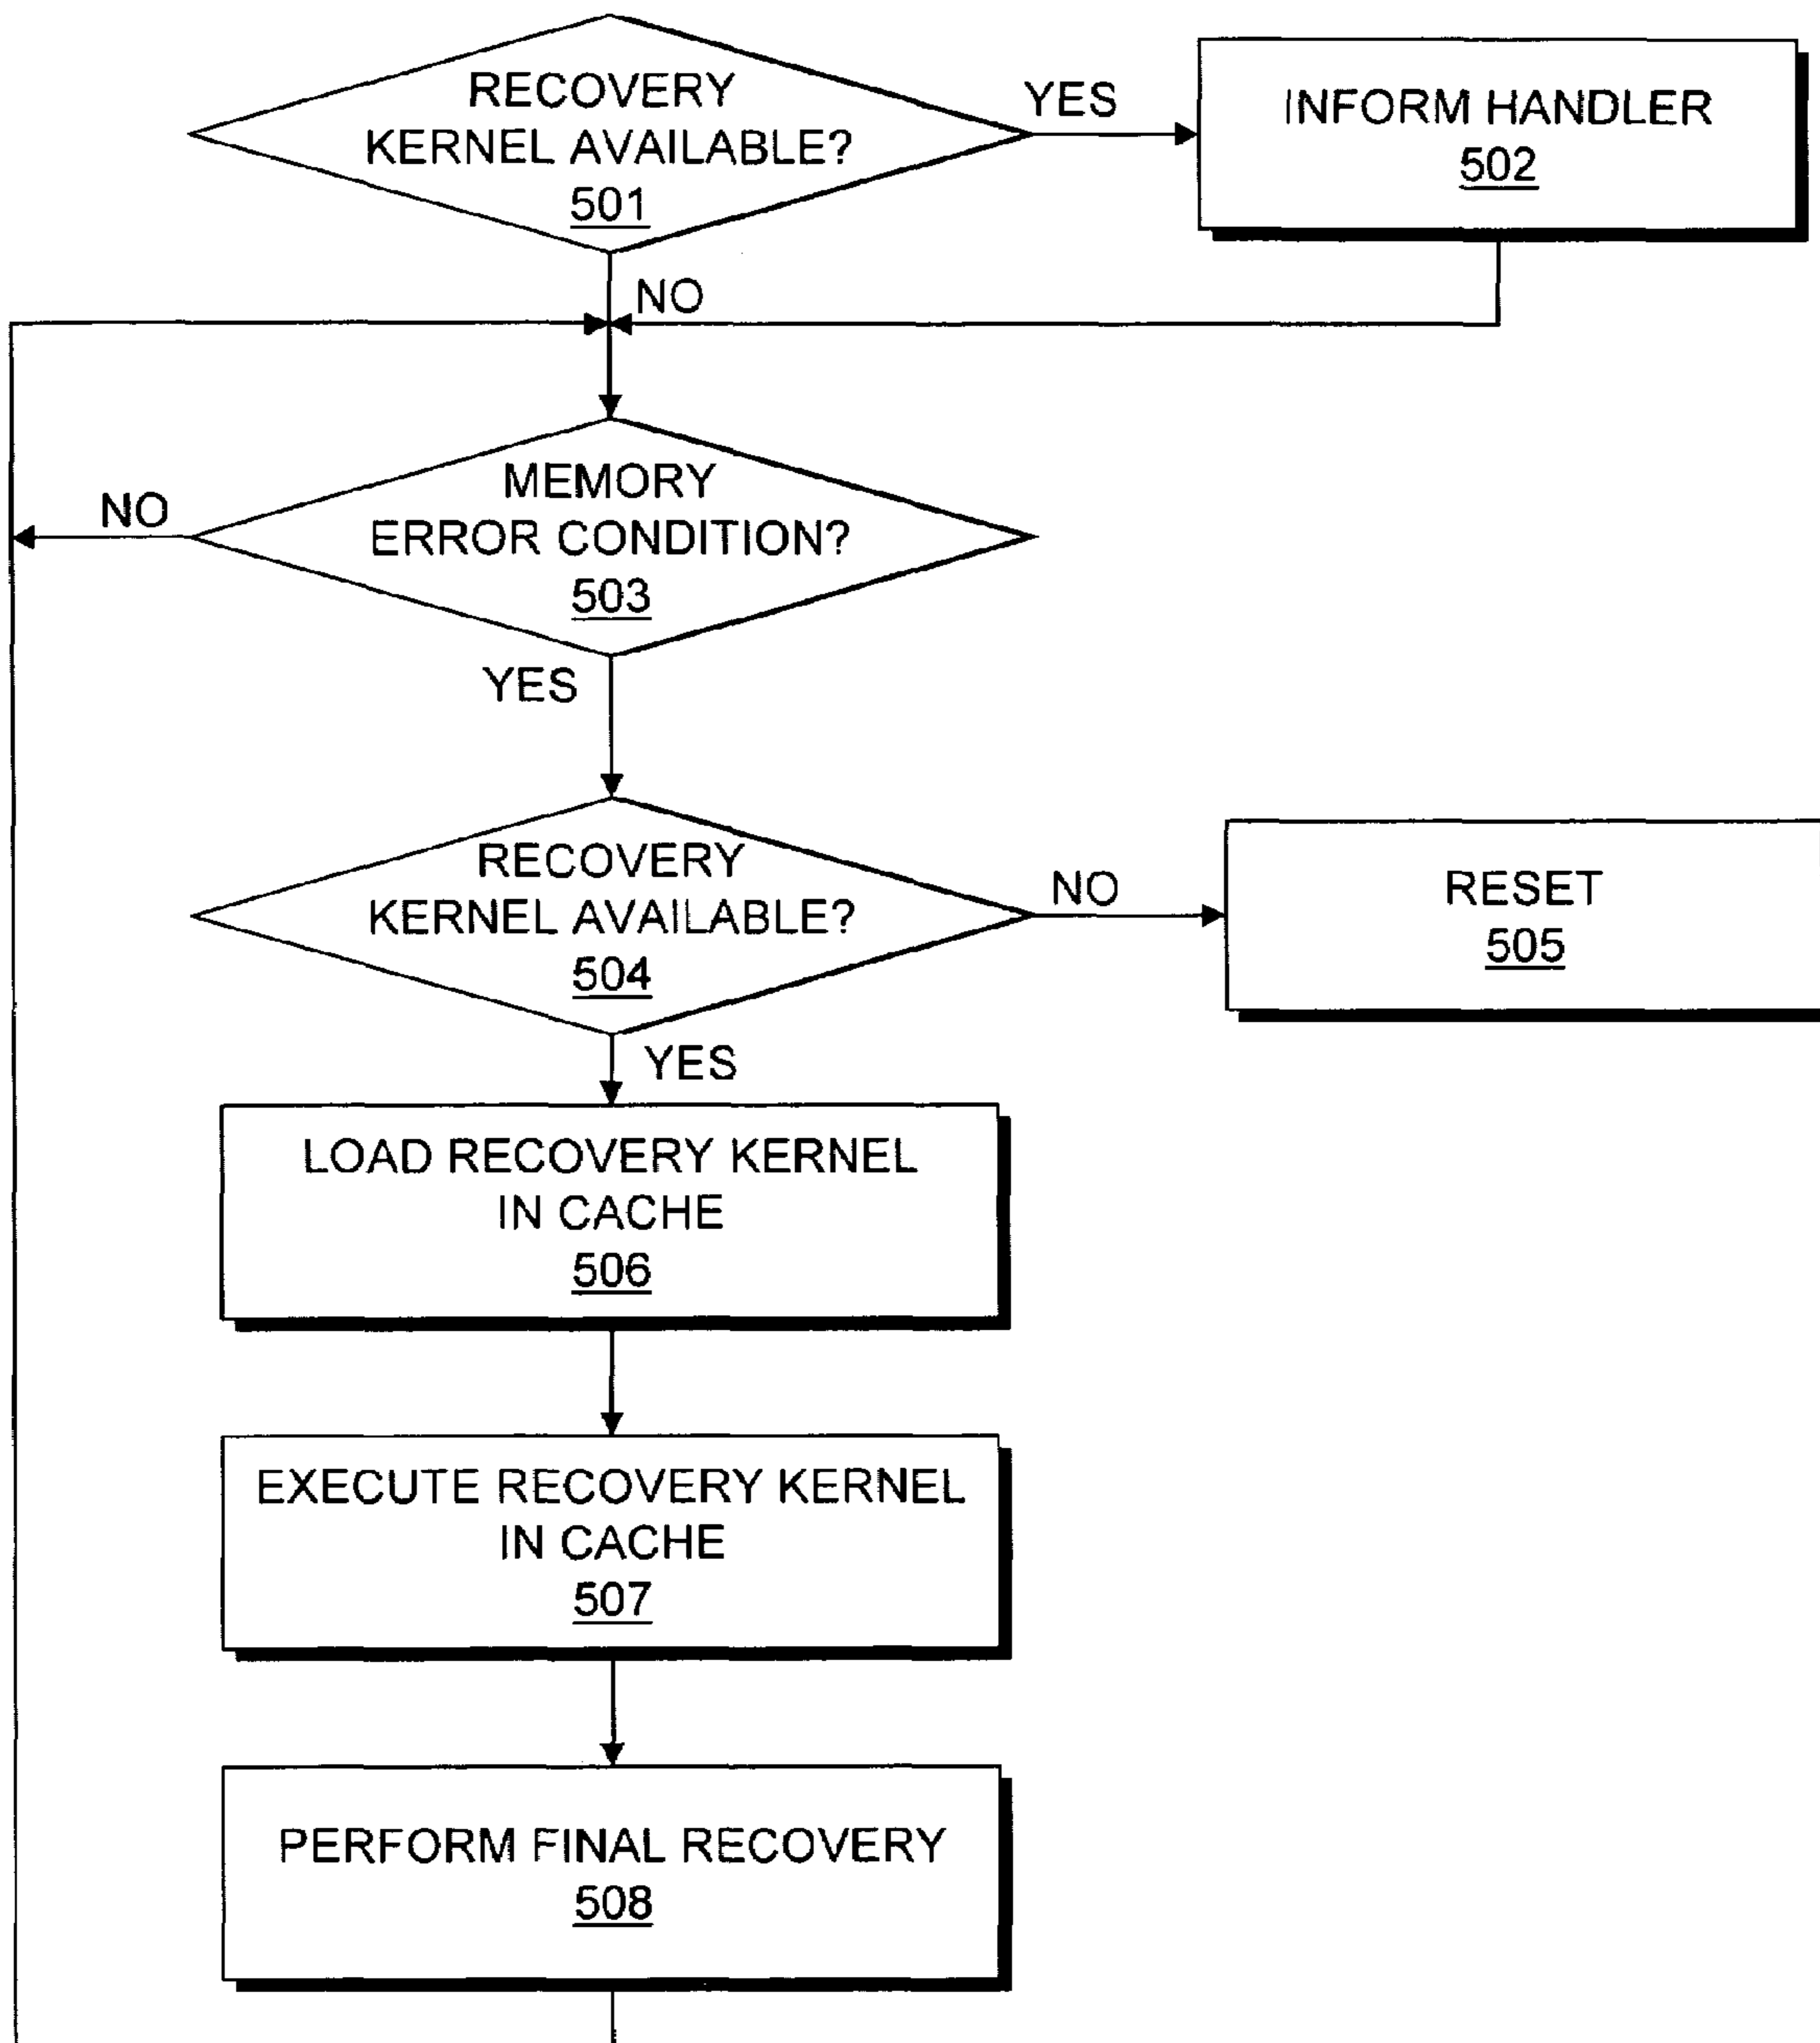 RECOVERY
KERNEL AVAILABLE?
501
YES
INFORM HANDLER
502
NO
MEMORY
ERROR CONDITION?
503
NO
YES
RECOVERY
KERNEL AVAILABLE?
504
NO
RESET
505
YES
LOAD RECOVERY KERNEL
IN CACHE
506
EXECUTE RECOVERY KERNEL
IN CACHE
507
PERFORM FINAL RECOVERY
508